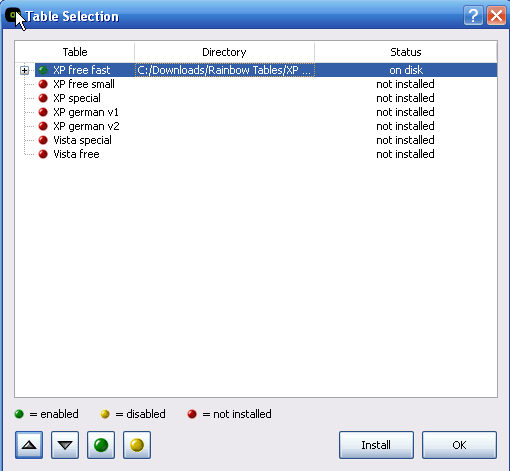 Table Selection
Table Directory Status
XP free fast C:/Downloads/Rainbow Tables/XP ... on disk
XP free small not installed
XP special not installed
XP german v1 not installed
XP german v2 not installed
Vista special not installed
Vista free not installed
= enabled = disabled = not installed
Install OK